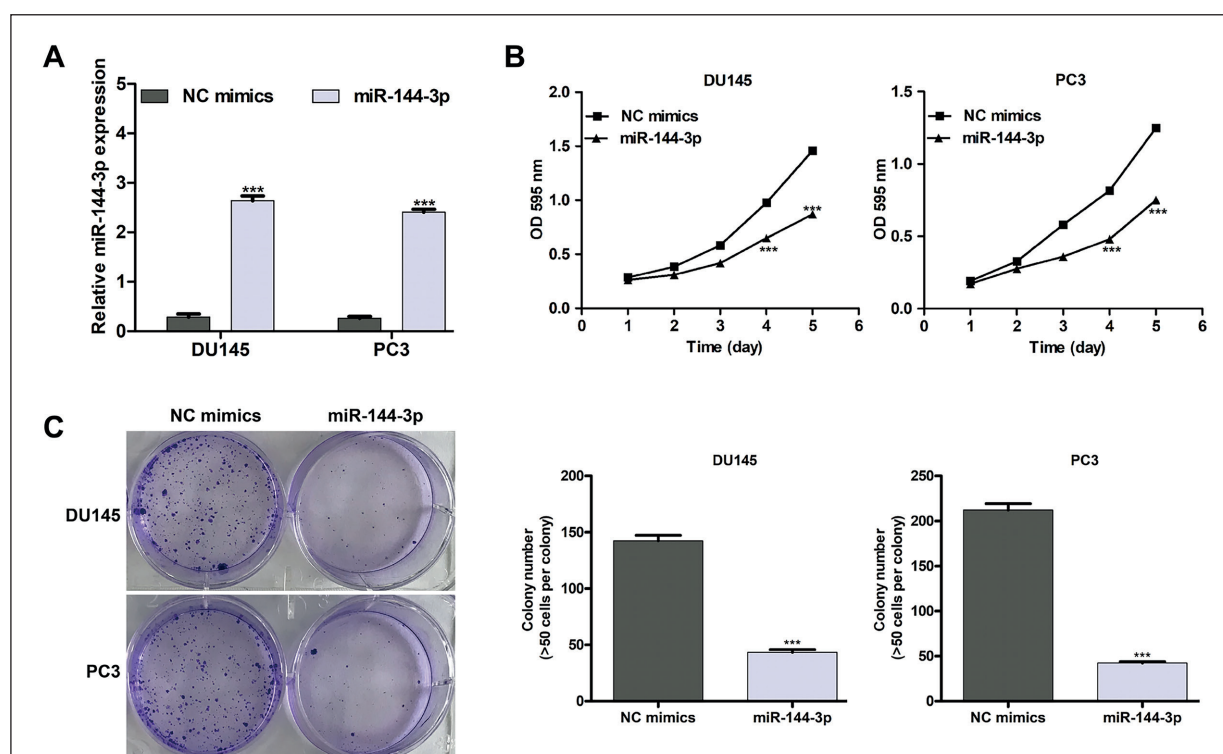 A
Relative miR-144-3p expression
5
4
3
2
1
0
NC mimics
miR-144-3p
***
***
DU145
PC3
B
DU145
OD 595 nm
2.0
1.5
1.0
0.5
0.0
NC mimics
miR-144-3p
***
***
0 1 2 3 4 5 6
Time (day)
PC3
OD 595 nm
1.5
1.0
0.5
0.0
NC mimics
miR-144-3p
***
***
0 1 2 3 4 5 6
Time (day)
C
NC mimics
miR-144-3p
DU145
PC3
DU145
Colony number
(>50 cells per colony)
200
150
100
50
0
***
NC mimics
miR-144-3p
PC3
Colony number
(>50 cells per colony)
250
200
150
100
50
0
***
NC mimics
miR-144-3p